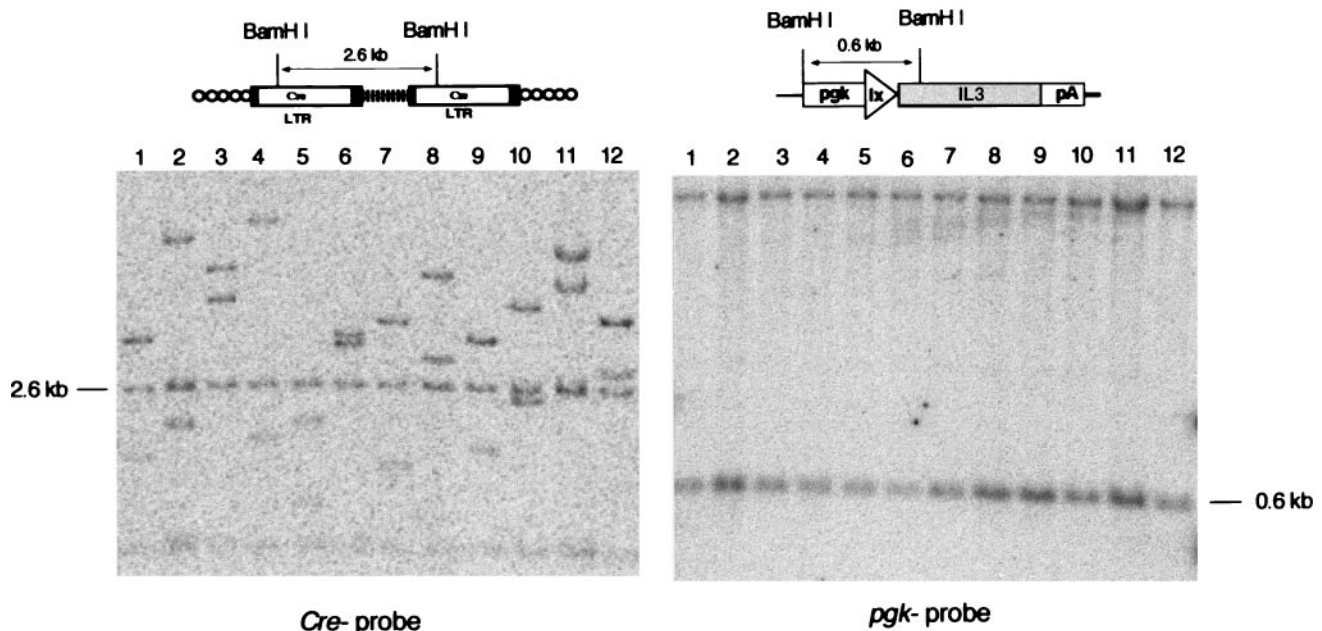 BamH I BamH I
2.6 kb
Cre Cre
LTR LTR
1 2 3 4 5 6 7 8 9 10 11 12
2.6 kb
Cre- probe
BamH I BamH I
0.6 kb
pgk lx IL3 pA
1 2 3 4 5 6 7 8 9 10 11 12
0.6 kb
pgk- probe